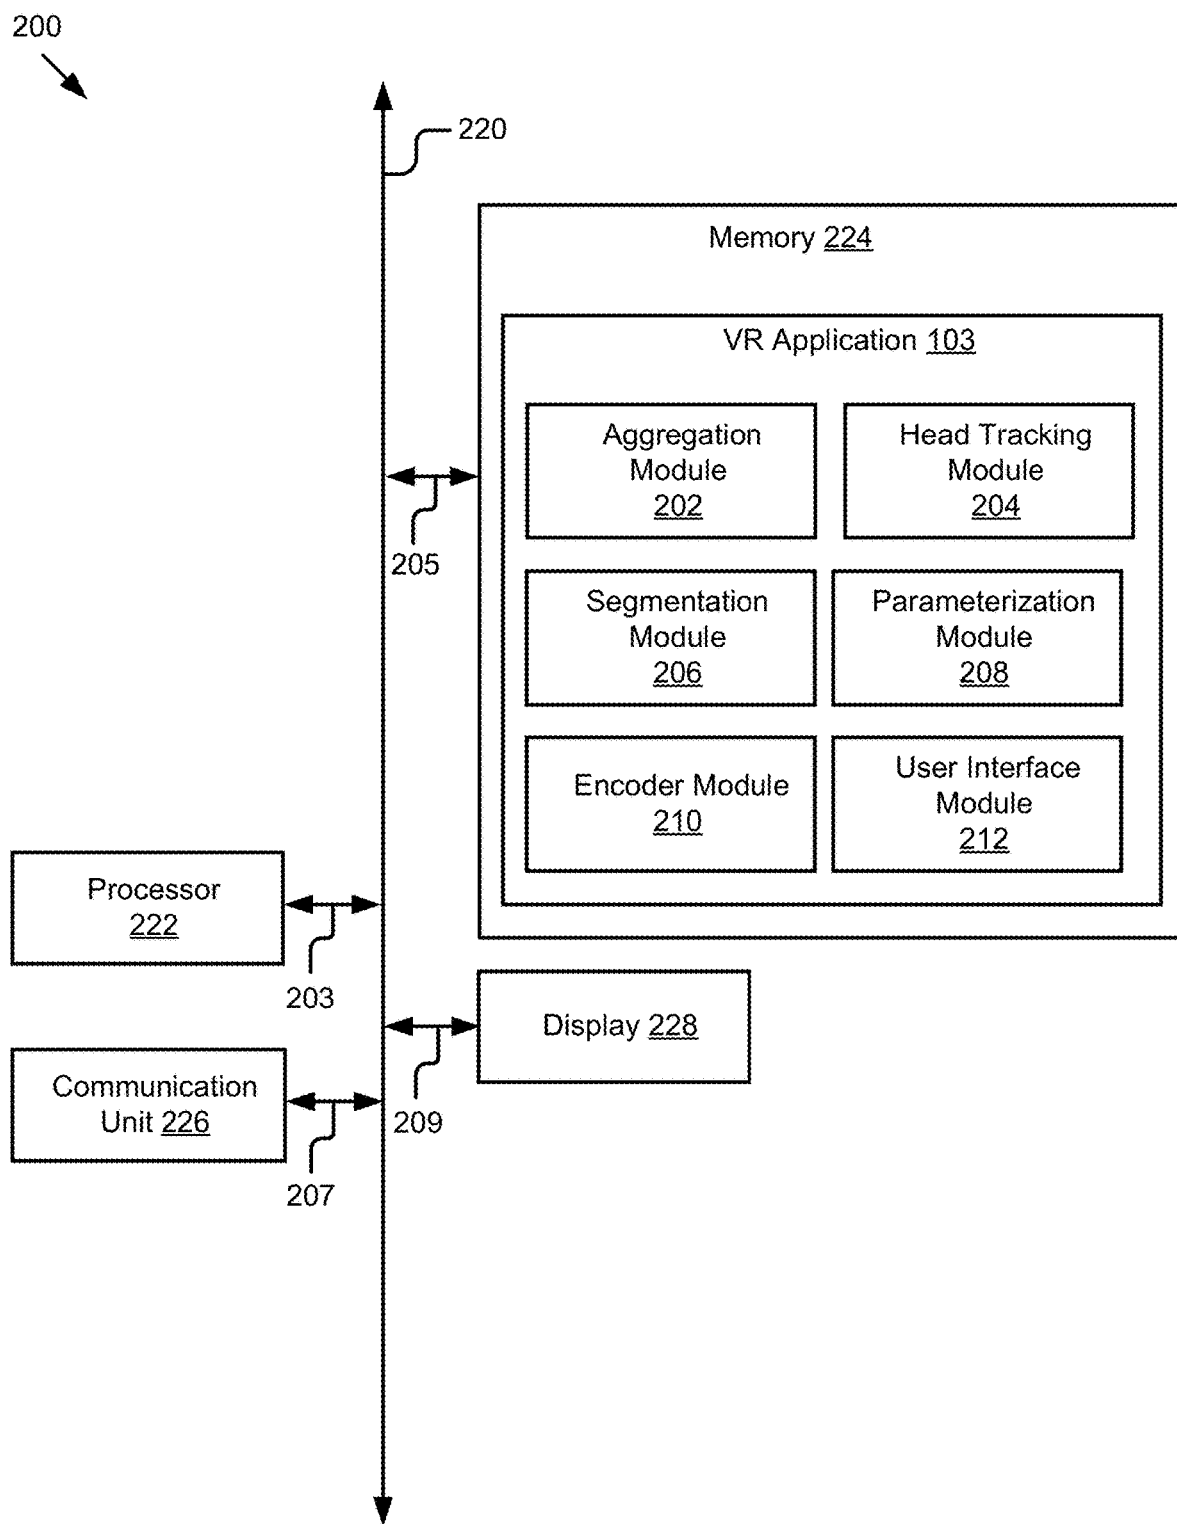 200
220
Memory 224
VR Application 103
Aggregation
Module
202
Head Tracking
Module
204
205
Segmentation
Module
206
Parameterization
Module
208
Encoder Module
210
User Interface
Module
212
Processor
222
203
Display 228
Communication
Unit 226
209
207